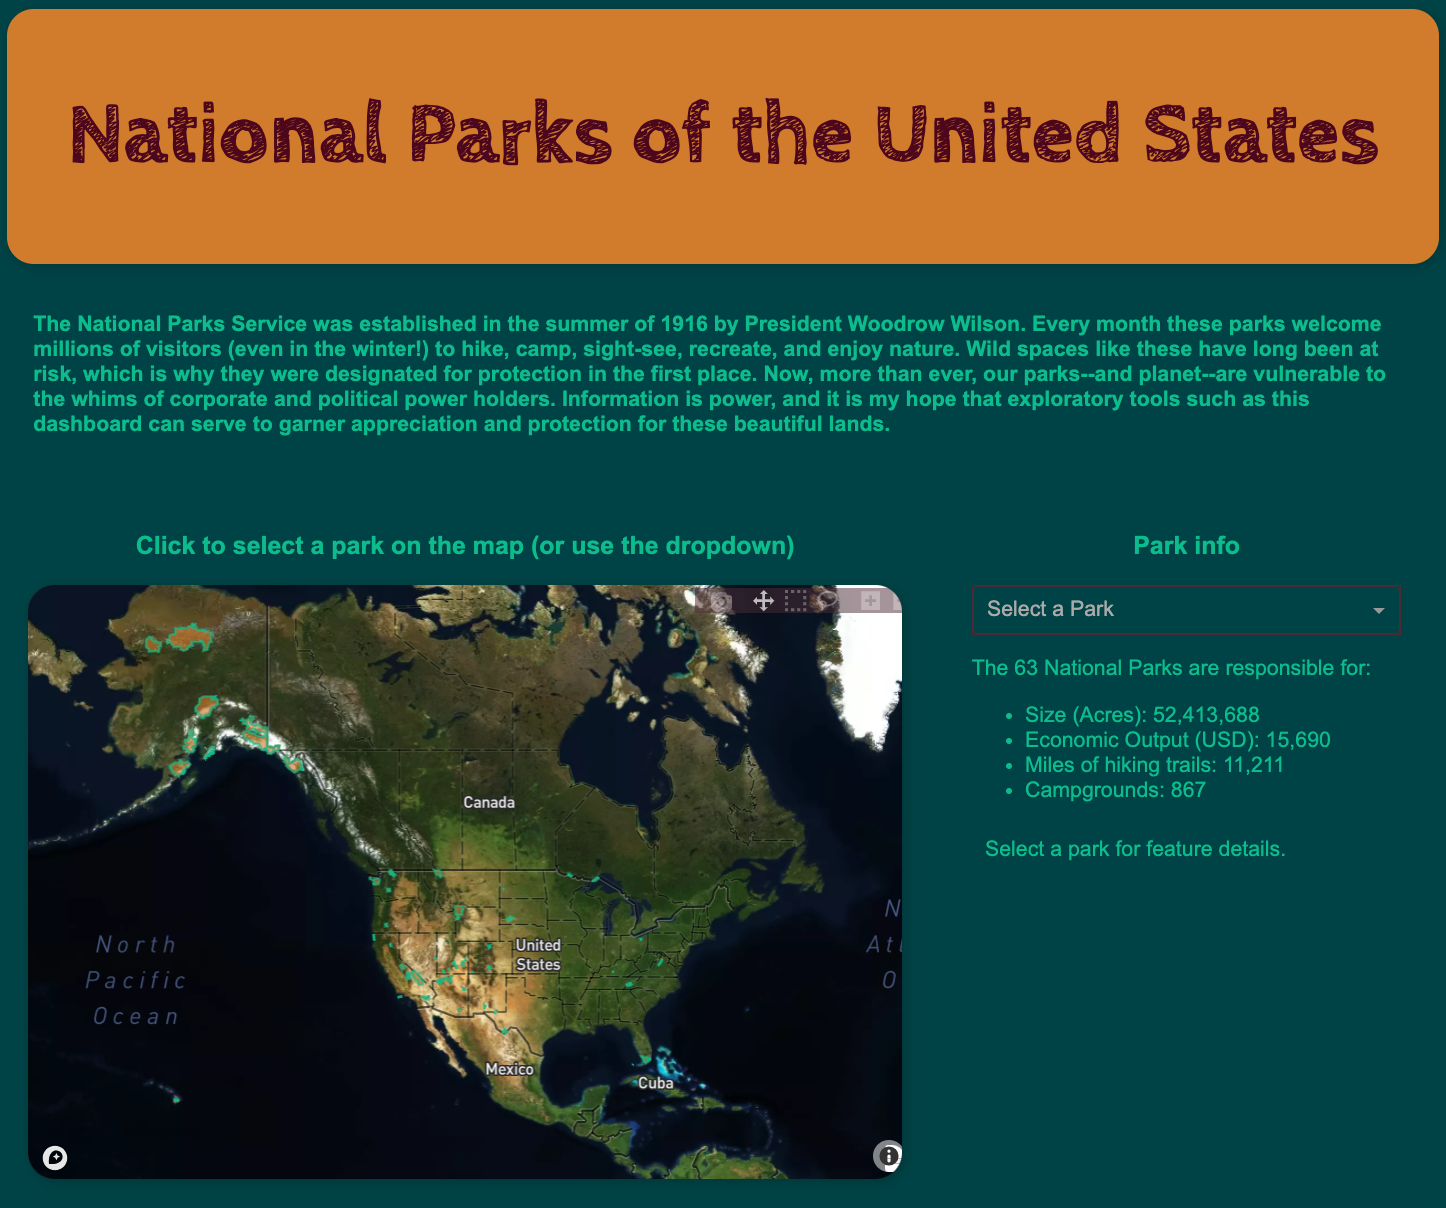 National Parks of the United States
The National Parks Service was established in the summer of 1916 by President Woodrow Wilson. Every month these parks welcome
millions of visitors (even in the winter!) to hike, camp, sight-see, recreate, and enjoy nature. Wild spaces like these have long been at
risk, which is why they were designated for protection in the first place. Now, more than ever, our parks--and planet--are vulnerable to
the whims of corporate and political power holders. Information is power, and it is my hope that exploratory tools such as this
dashboard can serve to garner appreciation and protection for these beautiful lands.
Click to select a park on the map (or use the dropdown)
Canada
United
States
Mexico
Cuba
North
Pacific
Ocean
N
Atl
O
Park info
Select a Park
The 63 National Parks are responsible for:
• Size (Acres): 52,413,688
• Economic Output (USD): 15,690
• Miles of hiking trails: 11,211
• Campgrounds: 867
Select a park for feature details.